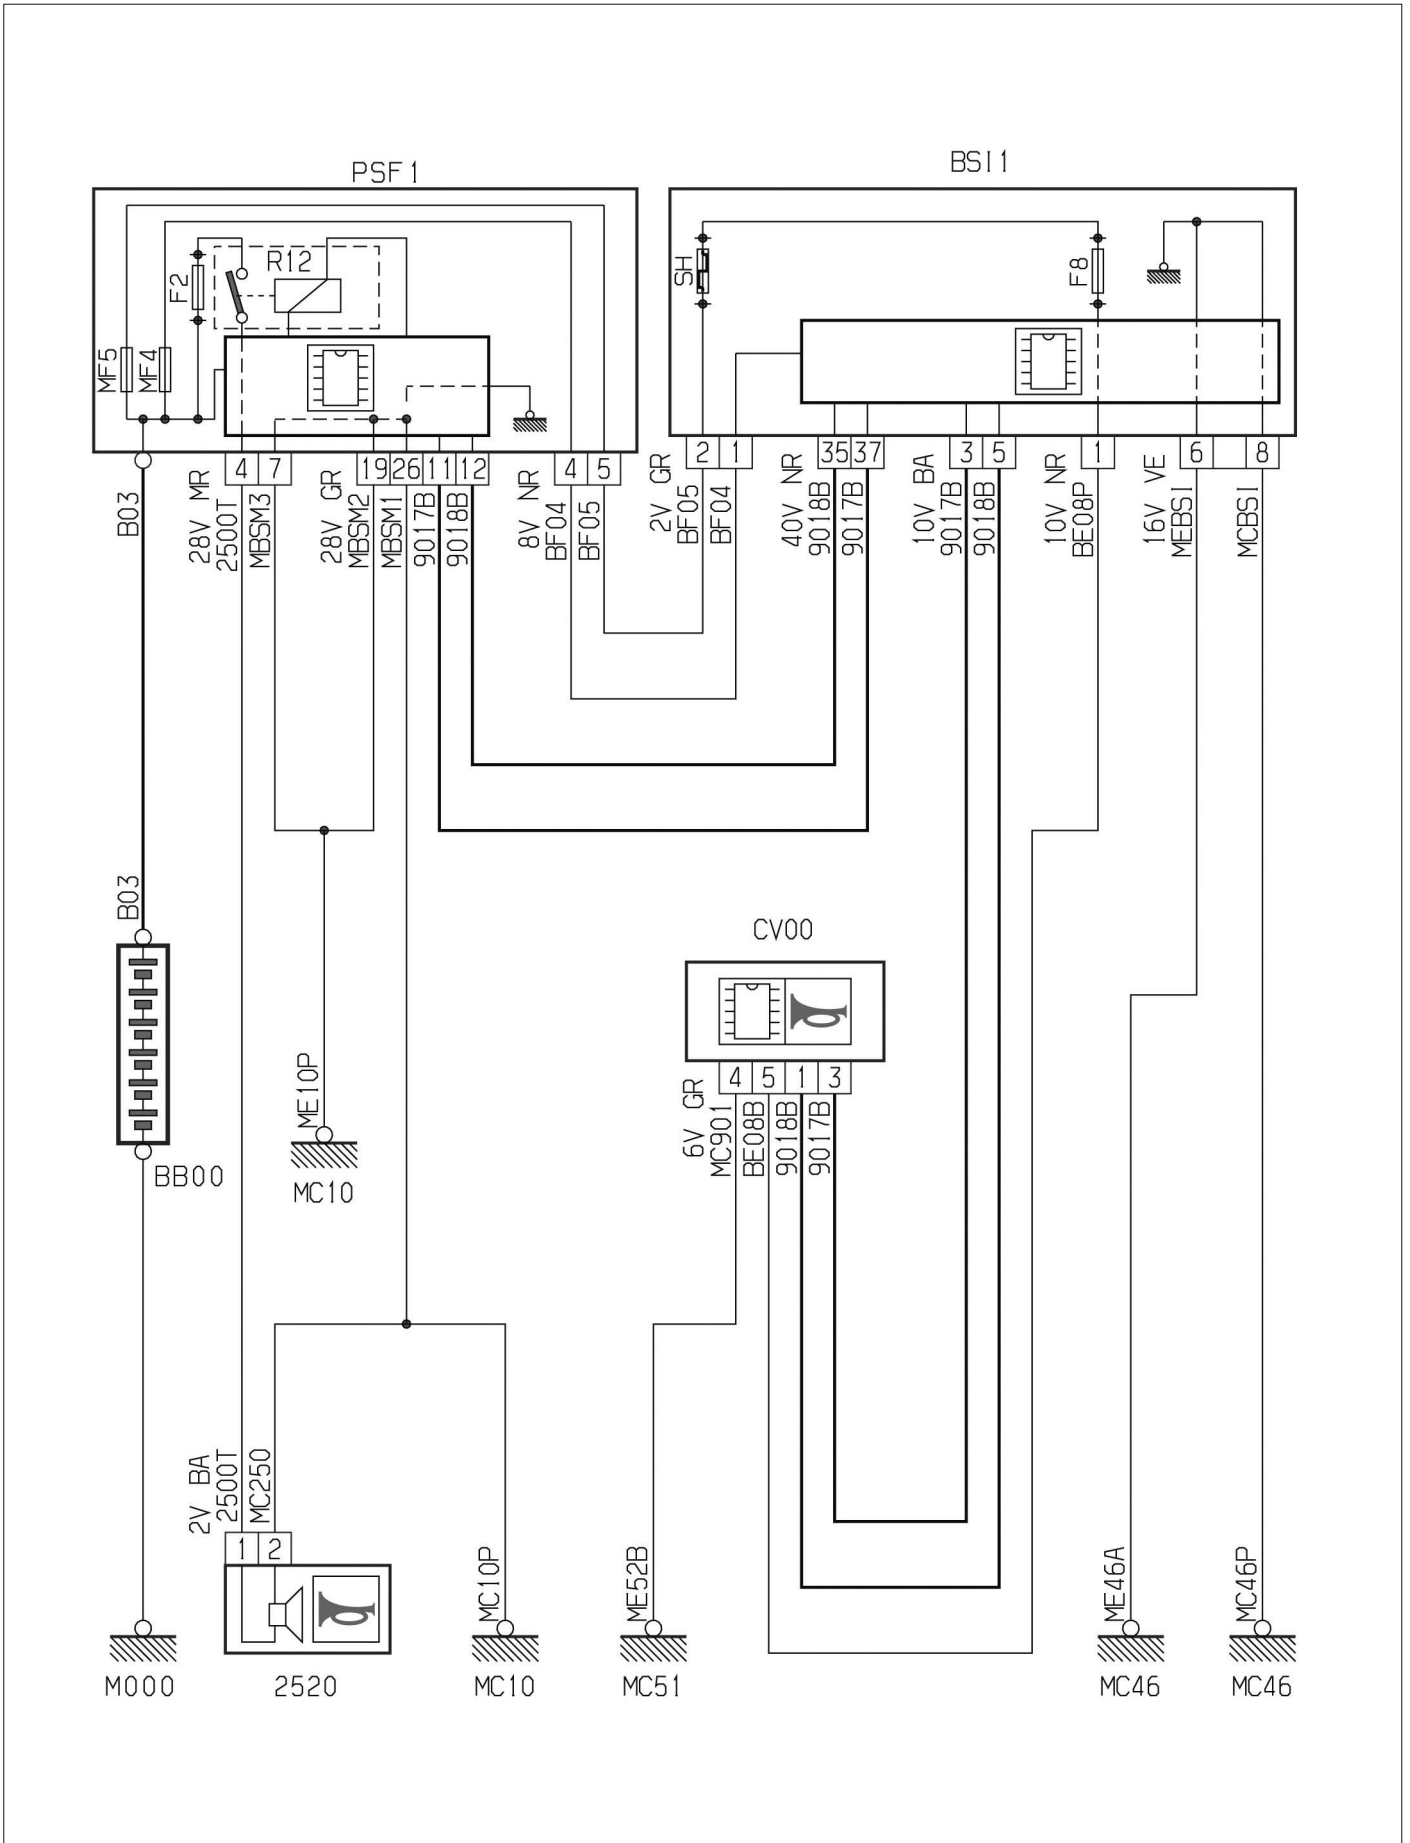 PSF1
BSI1
R12
F2
MF5
MF4
SH
F8
4 7
19 26 11 12
4 5
2 1
35 37
3 5
1
6 8
B03
28V MR
2500T
MBSM3
28V GR
MBSM2
MBSM1
9017B
9018B
8V NR
BF04
BF05
2V GR
BF05
BF04
40V NR
9018B
9017B
10V BA
9017B
9018B
10V NR
BE08P
16V VE
MEBSI
MCBSI
B03
CV00
4 5 1 3
6V GR
MC901
BE08B
9018B
9017B
ME10P
BB00
MC10
2V BA
2500T
MC250
1 2
MC10P
ME52B
ME46A
MC46P
M000
2520
MC10
MC51
MC46
MC46